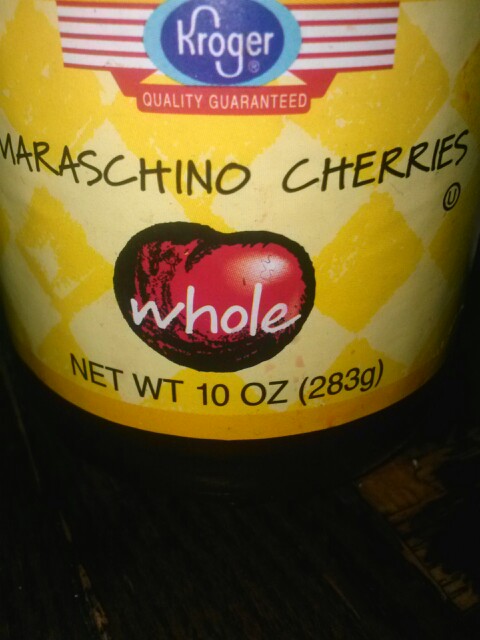 Kroger®
QUALITY GUARANTEED
MARASCHINO CHERRIES
U
whole
NET WT 10 OZ (283g)